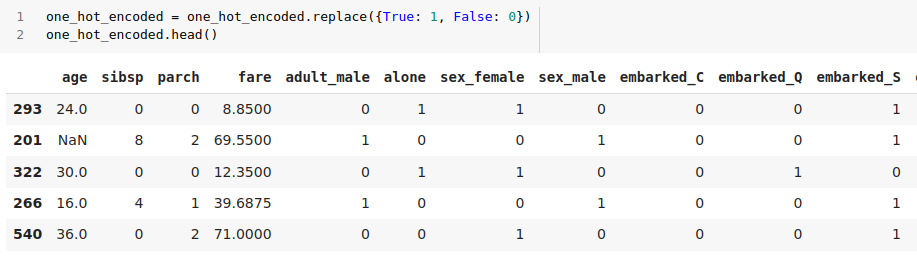 1 one_hot_encoded = one_hot_encoded.replace({True: 1, False: 0})
2 one_hot_encoded.head()
age sibsp parch fare adult_male alone sex_female sex_male embarked_C embarked_Q embarked_S
293 24.0 0 0 8.8500 0 1 1 0 0 0 1
201 NaN 8 2 69.5500 1 0 0 1 0 0 1
322 30.0 0 0 12.3500 0 1 1 0 0 1 0
266 16.0 4 1 39.6875 1 0 0 1 0 0 1
540 36.0 0 2 71.0000 0 0 1 0 0 0 1